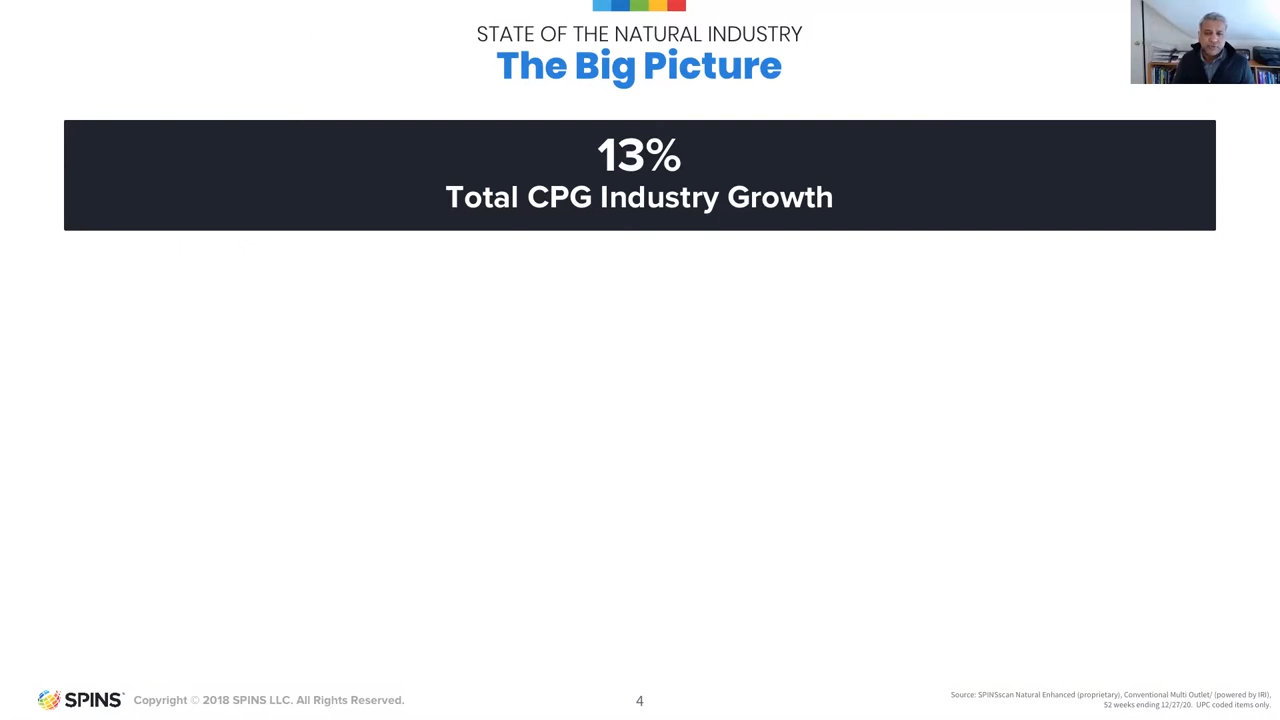 STATE OF THE NATURAL INDUSTRY
The Big Picture
13%
Total CPG Industry Growth
SPINS™ Copyright © 2018 SPINS LLC. All Rights Reserved.
4
Source: SPINSscan Natural Enhanced (proprietary), Conventional Multi Outlet/ (powered by IRI),
52 weeks ending 12/27/20. UPC coded items only.